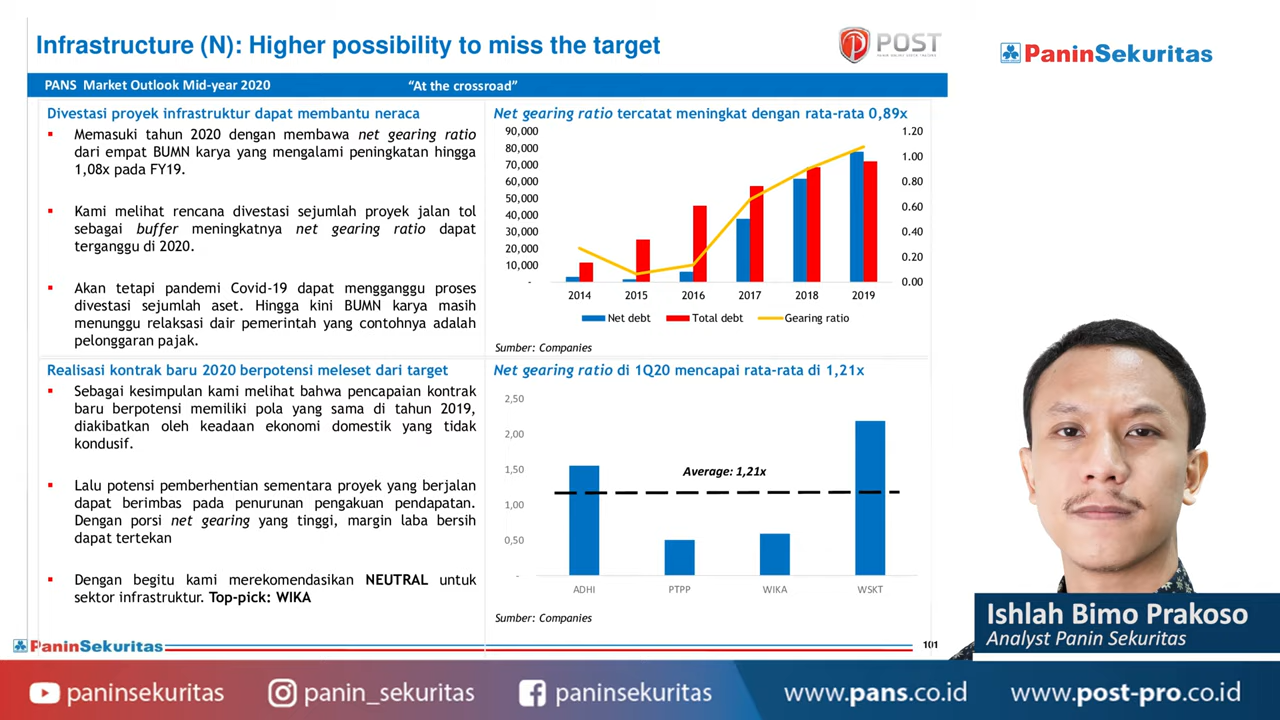 Infrastructure (N): Higher possibility to miss the target
POST
PaninSekuritas
PANS Market Outlook Mid-year 2020
“At the crossroad”
Divestasi proyek infrastruktur dapat membantu neraca
Memasuki tahun 2020 dengan membawa net gearing ratio
dari empat BUMN karya yang mengalami peningkatan hingga
1,08x pada FY19.
Kami melihat rencana divestasi sejumlah proyek jalan tol
sebagai buffer meningkatnya net gearing ratio dapat
terganggu di 2020.
Akan tetapi pandemi Covid-19 dapat mengganggu proses
divestasi sejumlah aset. Hingga kini BUMN karya masih
menunggu relaksasi dair pemerintah yang contohnya adalah
pelonggaran pajak.
Net gearing ratio tercatat meningkat dengan rata-rata 0,89x
90,000
80,000
70,000
60,000
50,000
40,000
30,000
20,000
10,000
-
1.20
1.00
0.80
0.60
0.40
0.20
0.00
2014 2015 2016 2017 2018 2019
Net debt Total debt Gearing ratio
Sumber: Companies
Realisasi kontrak baru 2020 berpotensi meleset dari target
Sebagai kesimpulan kami melihat bahwa pencapaian kontrak
baru berpotensi memiliki pola yang sama di tahun 2019,
diakibatkan oleh keadaan ekonomi domestik yang tidak
kondusif.
Lalu potensi pemberhentian sementara proyek yang berjalan
dapat berimbas pada penurunan pengakuan pendapatan.
Dengan porsi net gearing yang tinggi, margin laba bersih
dapat tertekan
Dengan begitu kami merekomendasikan NEUTRAL untuk
sektor infrastruktur. Top-pick: WIKA
Net gearing ratio di 1Q20 mencapai rata-rata di 1,21x
2,50
2,00
1,50
1,00
0,50
-
Average: 1,21x
ADHI PTPP WIKA WSKT
Sumber: Companies
PaninSekuritas
101
Ishlah Bimo Prakoso
Analyst Panin Sekuritas
paninsekuritas
panin_sekuritas
paninsekuritas
www.pans.co.id
www.post-pro.co.id